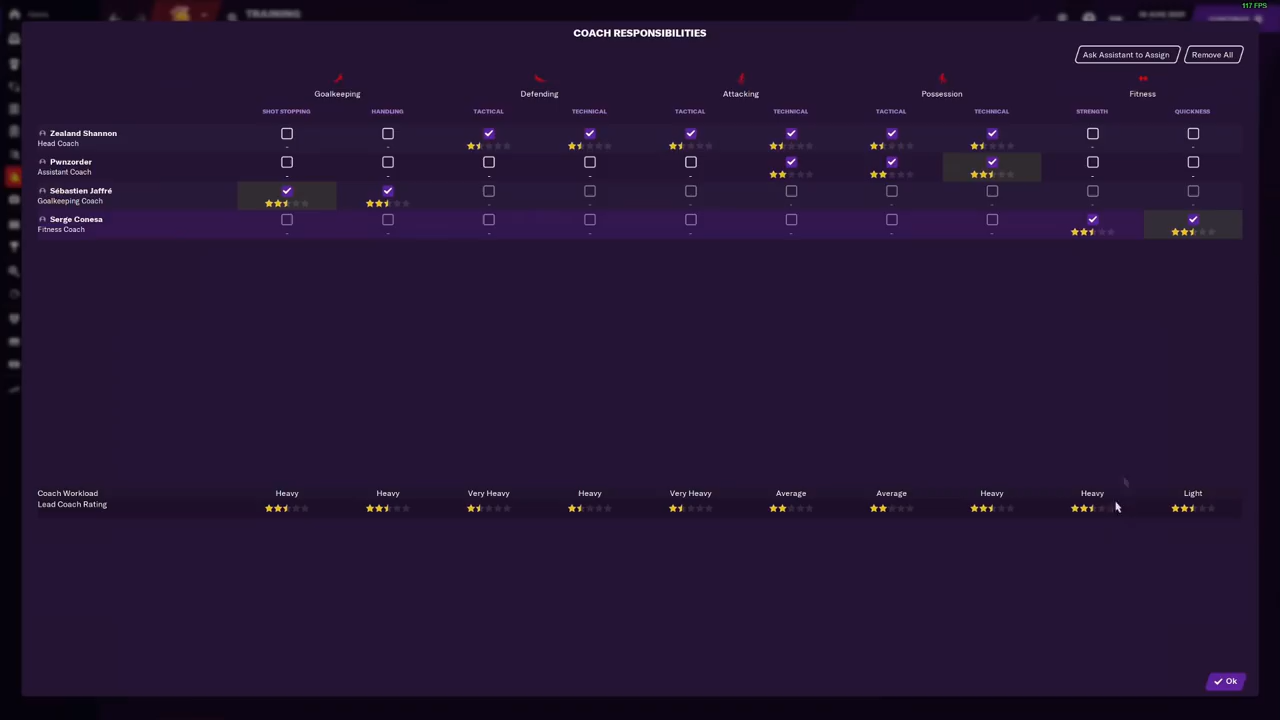 117 FPS
TRAINING
COACH RESPONSIBILITIES
Ask Assistant to Assign
Remove All
Goalkeeping Defending Attacking Possession Fitness
SHOT STOPPING HANDLING TACTICAL TECHNICAL TACTICAL TECHNICAL TACTICAL TECHNICAL STRENGTH QUICKNESS
Zealand Shannon
Head Coach - - - -
Pwnzorder
Assistant Coach - - - - - - -
Sébastien Jaffré
Goalkeeping Coach - - - - - - - -
Serge Conesa
Fitness Coach - - - - - - - -
Coach Workload Heavy Heavy Very Heavy Heavy Very Heavy Average Average Heavy Heavy Light
Lead Coach Rating
Ok